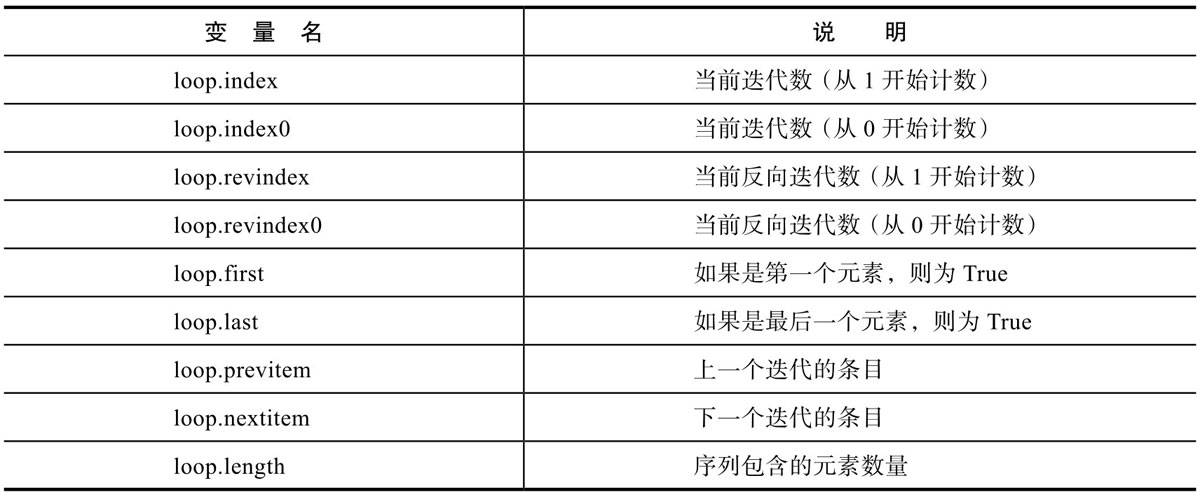 变 量 名 说 明
loop.index 当前迭代数（从 1 开始计数）
loop.index0 当前迭代数（从 0 开始计数）
loop.revindex 当前反向迭代数（从 1 开始计数）
loop.revindex0 当前反向迭代数（从 0 开始计数）
loop.first 如果是第一个元素，则为 True
loop.last 如果是最后一个元素，则为 True
loop.previtem 上一个迭代的条目
loop.nextitem 下一个迭代的条目
loop.length 序列包含的元素数量